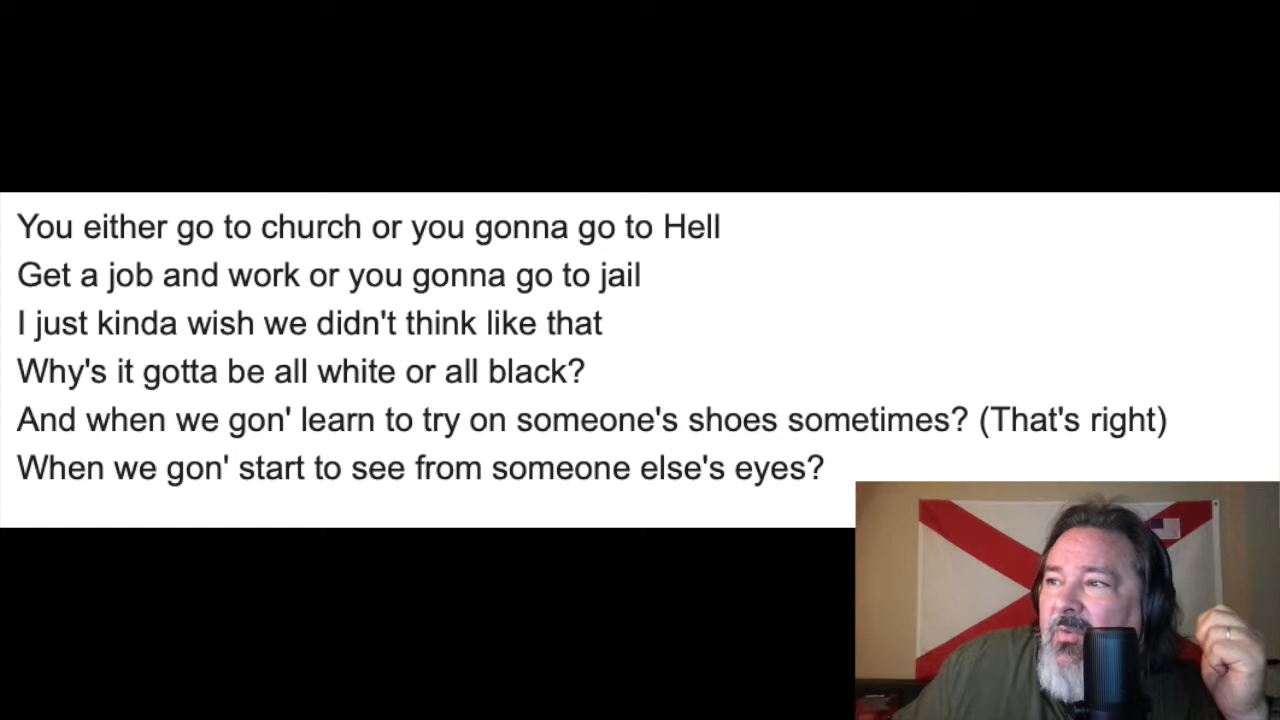 You either go to church or you gonna go to Hell
Get a job and work or you gonna go to jail
I just kinda wish we didn't think like that
Why's it gotta be all white or all black?
And when we gon' learn to try on someone's shoes sometimes? (That's right)
When we gon' start to see from someone else's eyes?